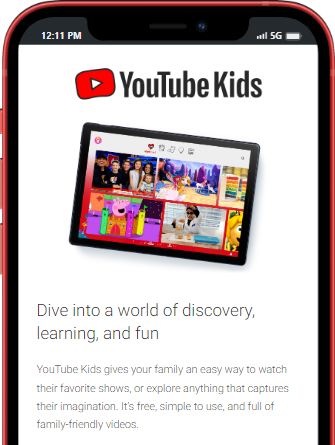 12:11 PM
5G
YouTube Kids
Dive into a world of discovery,
learning, and fun
YouTube Kids gives your family an easy way to watch
their favorite shows, or explore anything that captures
their imagination. It's free, simple to use, and full of
family-friendly videos.